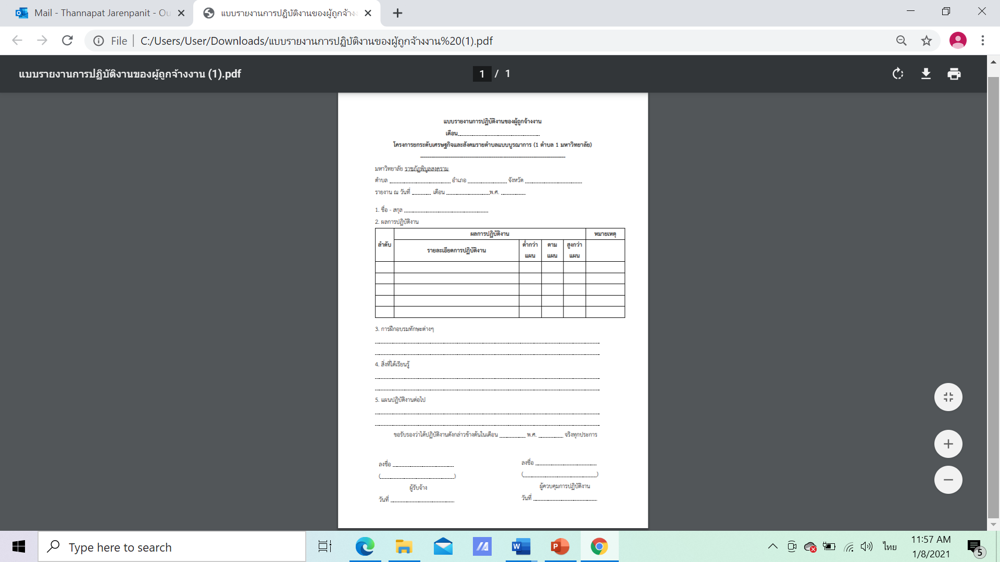 Mail - Thannapat Jarenpanit - Ou
แบบรายงานการปฏิบัติงานของผู้ถูกจ้างง
File
C:/Users/User/Downloads/แบบรายงานการปฏิบัติงานของผู้ถูกจ้างงาน%20(1).pdf
แบบรายงานการปฏิบัติงานของผู้ถูกจ้างงาน (1).pdf
1 / 1
แบบรายงานการปฏิบัติงานของผู้ถูกจ้างงาน
เดือน
โครงการยกระดับเศรษฐกิจและสังคมรายตำบลแบบบูรณาการ (1 ตำบล 1 มหาวิทยาลัย)
มหาวิทยาลัย ราชภัฏพิบูลสงคราม
ตำบล อำเภอ จังหวัด
รายงาน ณ วันที่ เดือน พ.ศ.
1. ชื่อ - สกุล
2. ผลการปฏิบัติงาน
ลำดับ ผลการปฏิบัติงาน หมายเหตุ
รายละเอียดการปฏิบัติงาน ต่ำกว่าแผน ตามแผน สูงกว่าแผน
3. การฝึกอบรมทักษะต่างๆ
4. สิ่งที่ได้เรียนรู้
5. แผนปฏิบัติงานต่อไป
ขอรับรองว่าได้ปฏิบัติงานดังกล่าวข้างต้นในเดือน พ.ศ. จริงทุกประการ
ลงชื่อ ลงชื่อ
( ) ( )
ผู้รับจ้าง ผู้ควบคุมการปฏิบัติงาน
วันที่ วันที่
Type here to search
W
P
ไทย
11:57 AM
1/8/2021
5